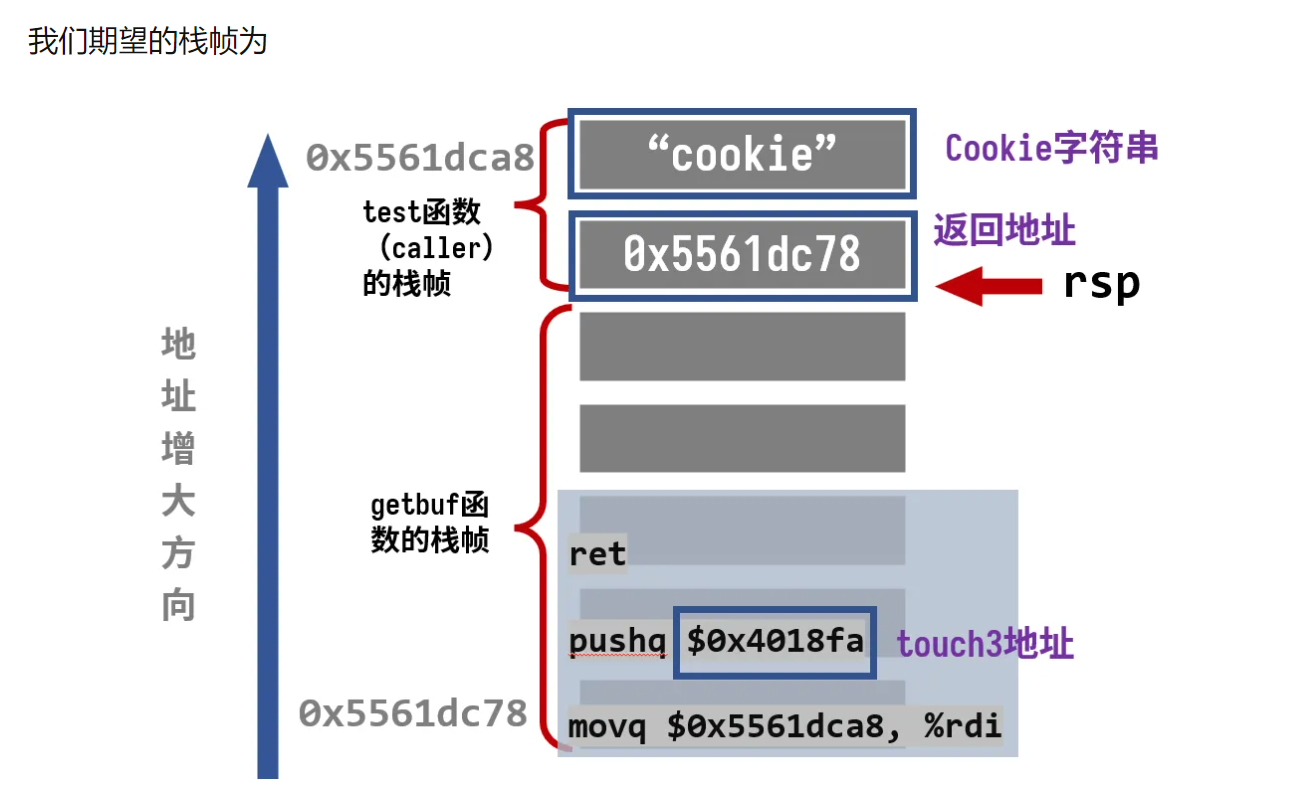 我们期望的栈帧为
0x5561dca8
“cookie”
Cookie字符串
test函数
（caller）
的栈帧
0x5561dc78
返回地址
rsp
地址增大方向
getbuf函
数的栈帧
ret
pushq $0x4018fa
touch3地址
0x5561dc78
movq $0x5561dca8, %rdi